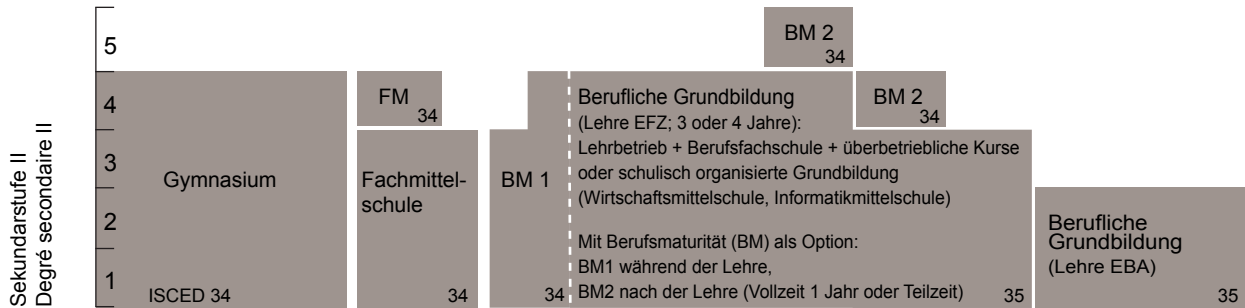 Sekundarstufe II
Degré secondaire II
5
4
3
2
1
Gymnasium
ISCED 34
FM
34
Fachmittel-
schule
34
BM 1
34
BM 2
34
BM 2
34
Berufliche Grundbildung
(Lehre EFZ; 3 oder 4 Jahre):
Lehrbetrieb + Berufsfachschule + überbetriebliche Kurse
oder schulisch organisierte Grundbildung
(Wirtschaftsmittelschule, Informatikmittelschule)
Mit Berufsmaturität (BM) als Option:
BM1 während der Lehre,
BM2 nach der Lehre (Vollzeit 1 Jahr oder Teilzeit)
35
Berufliche
Grundbildung
(Lehre EBA)
35